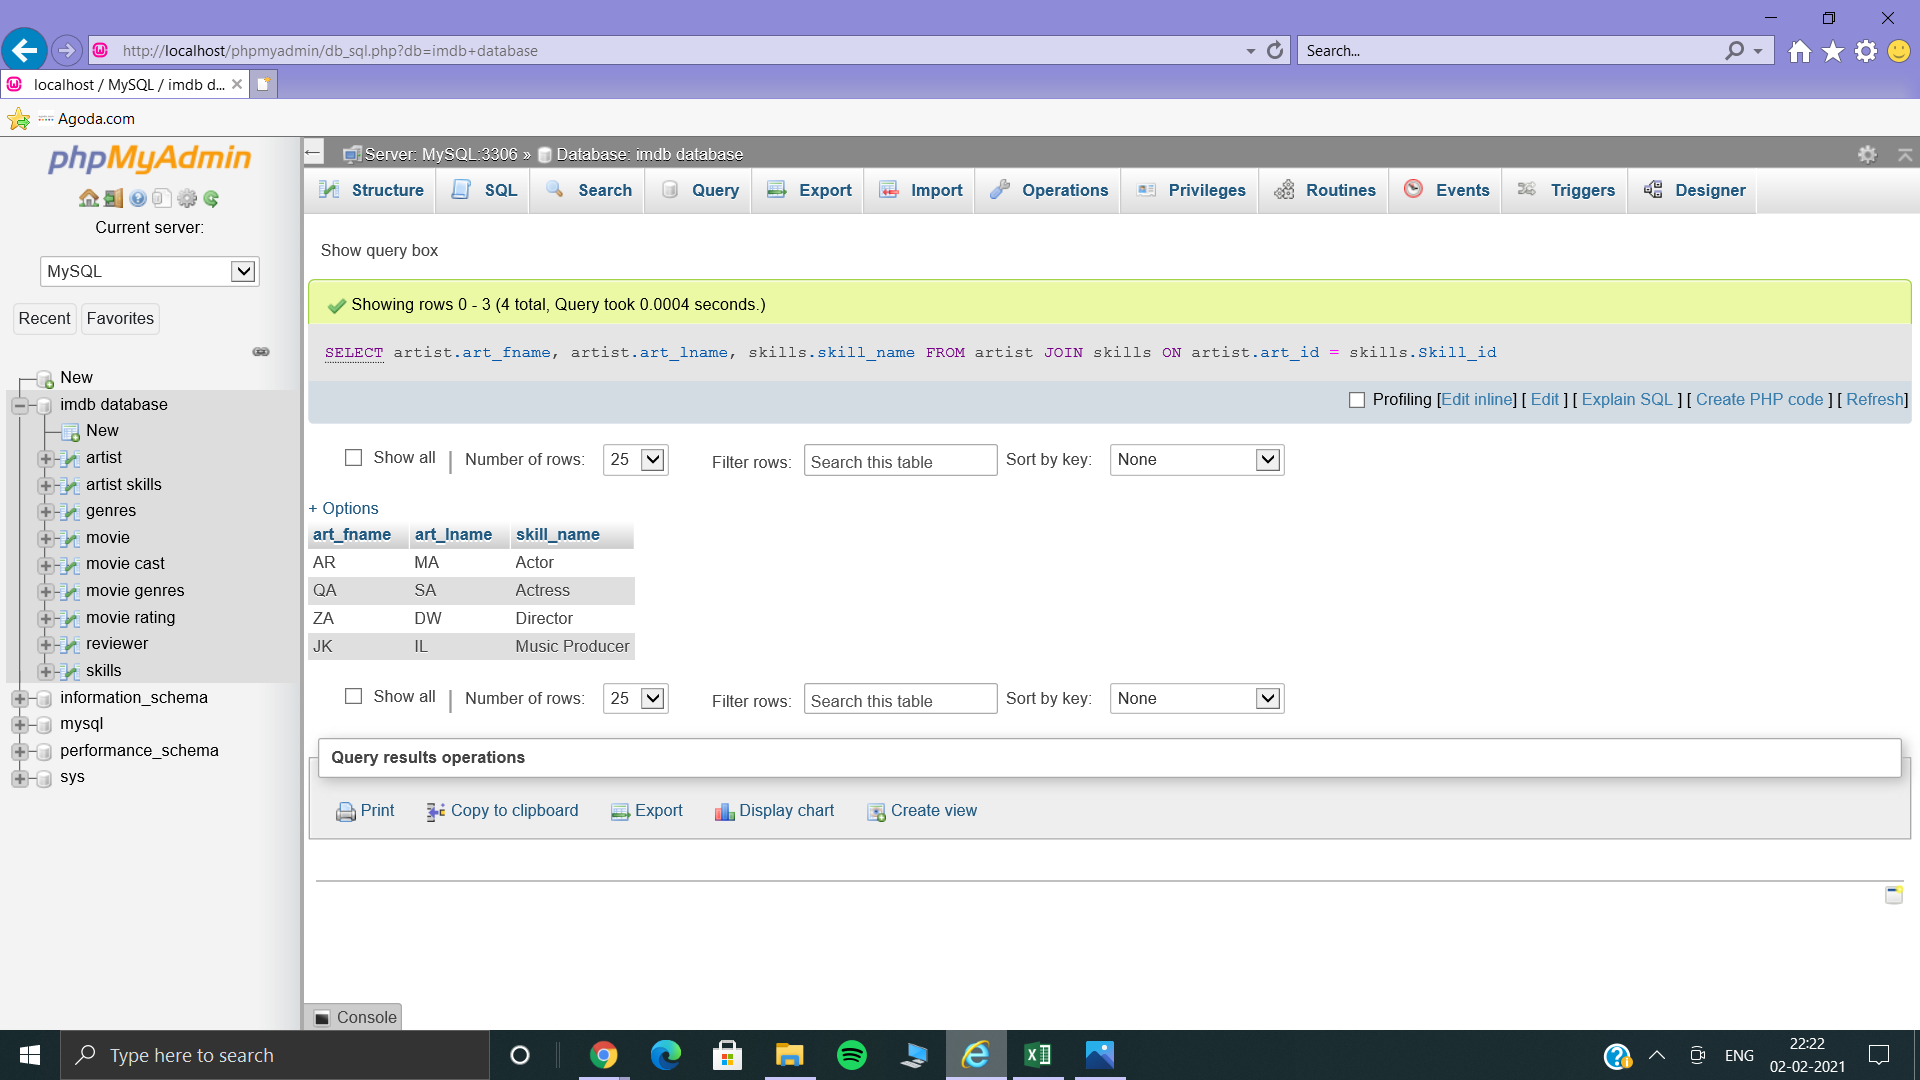 http://localhost/phpmyadmin/db_sql.php?db=imdb+database
Search...
localhost / MySQL / imdb d...
Agoda.com
phpMyAdmin
Current server:
MySQL
Recent
Favorites
New
imdb database
New
artist
artist skills
genres
movie
movie cast
movie genres
movie rating
reviewer
skills
information_schema
mysql
performance_schema
sys
Server: MySQL:3306 » Database: imdb database
Structure SQL Search Query Export Import Operations Privileges Routines Events Triggers Designer
Show query box
Showing rows 0 - 3 (4 total, Query took 0.0004 seconds.)
SELECT artist.art_fname, artist.art_lname, skills.skill_name FROM artist JOIN skills ON artist.art_id = skills.Skill_id
Profiling [Edit inline] [ Edit ] [ Explain SQL ] [ Create PHP code ] [ Refresh]
Show all | Number of rows: 25 Filter rows: Search this table Sort by key: None
+ Options
art_fname art_lname skill_name
AR MA Actor
QA SA Actress
ZA DW Director
JK IL Music Producer
Show all | Number of rows: 25 Filter rows: Search this table Sort by key: None
Query results operations
Print Copy to clipboard Export Display chart Create view
Console
Type here to search
ENG
22:22
02-02-2021